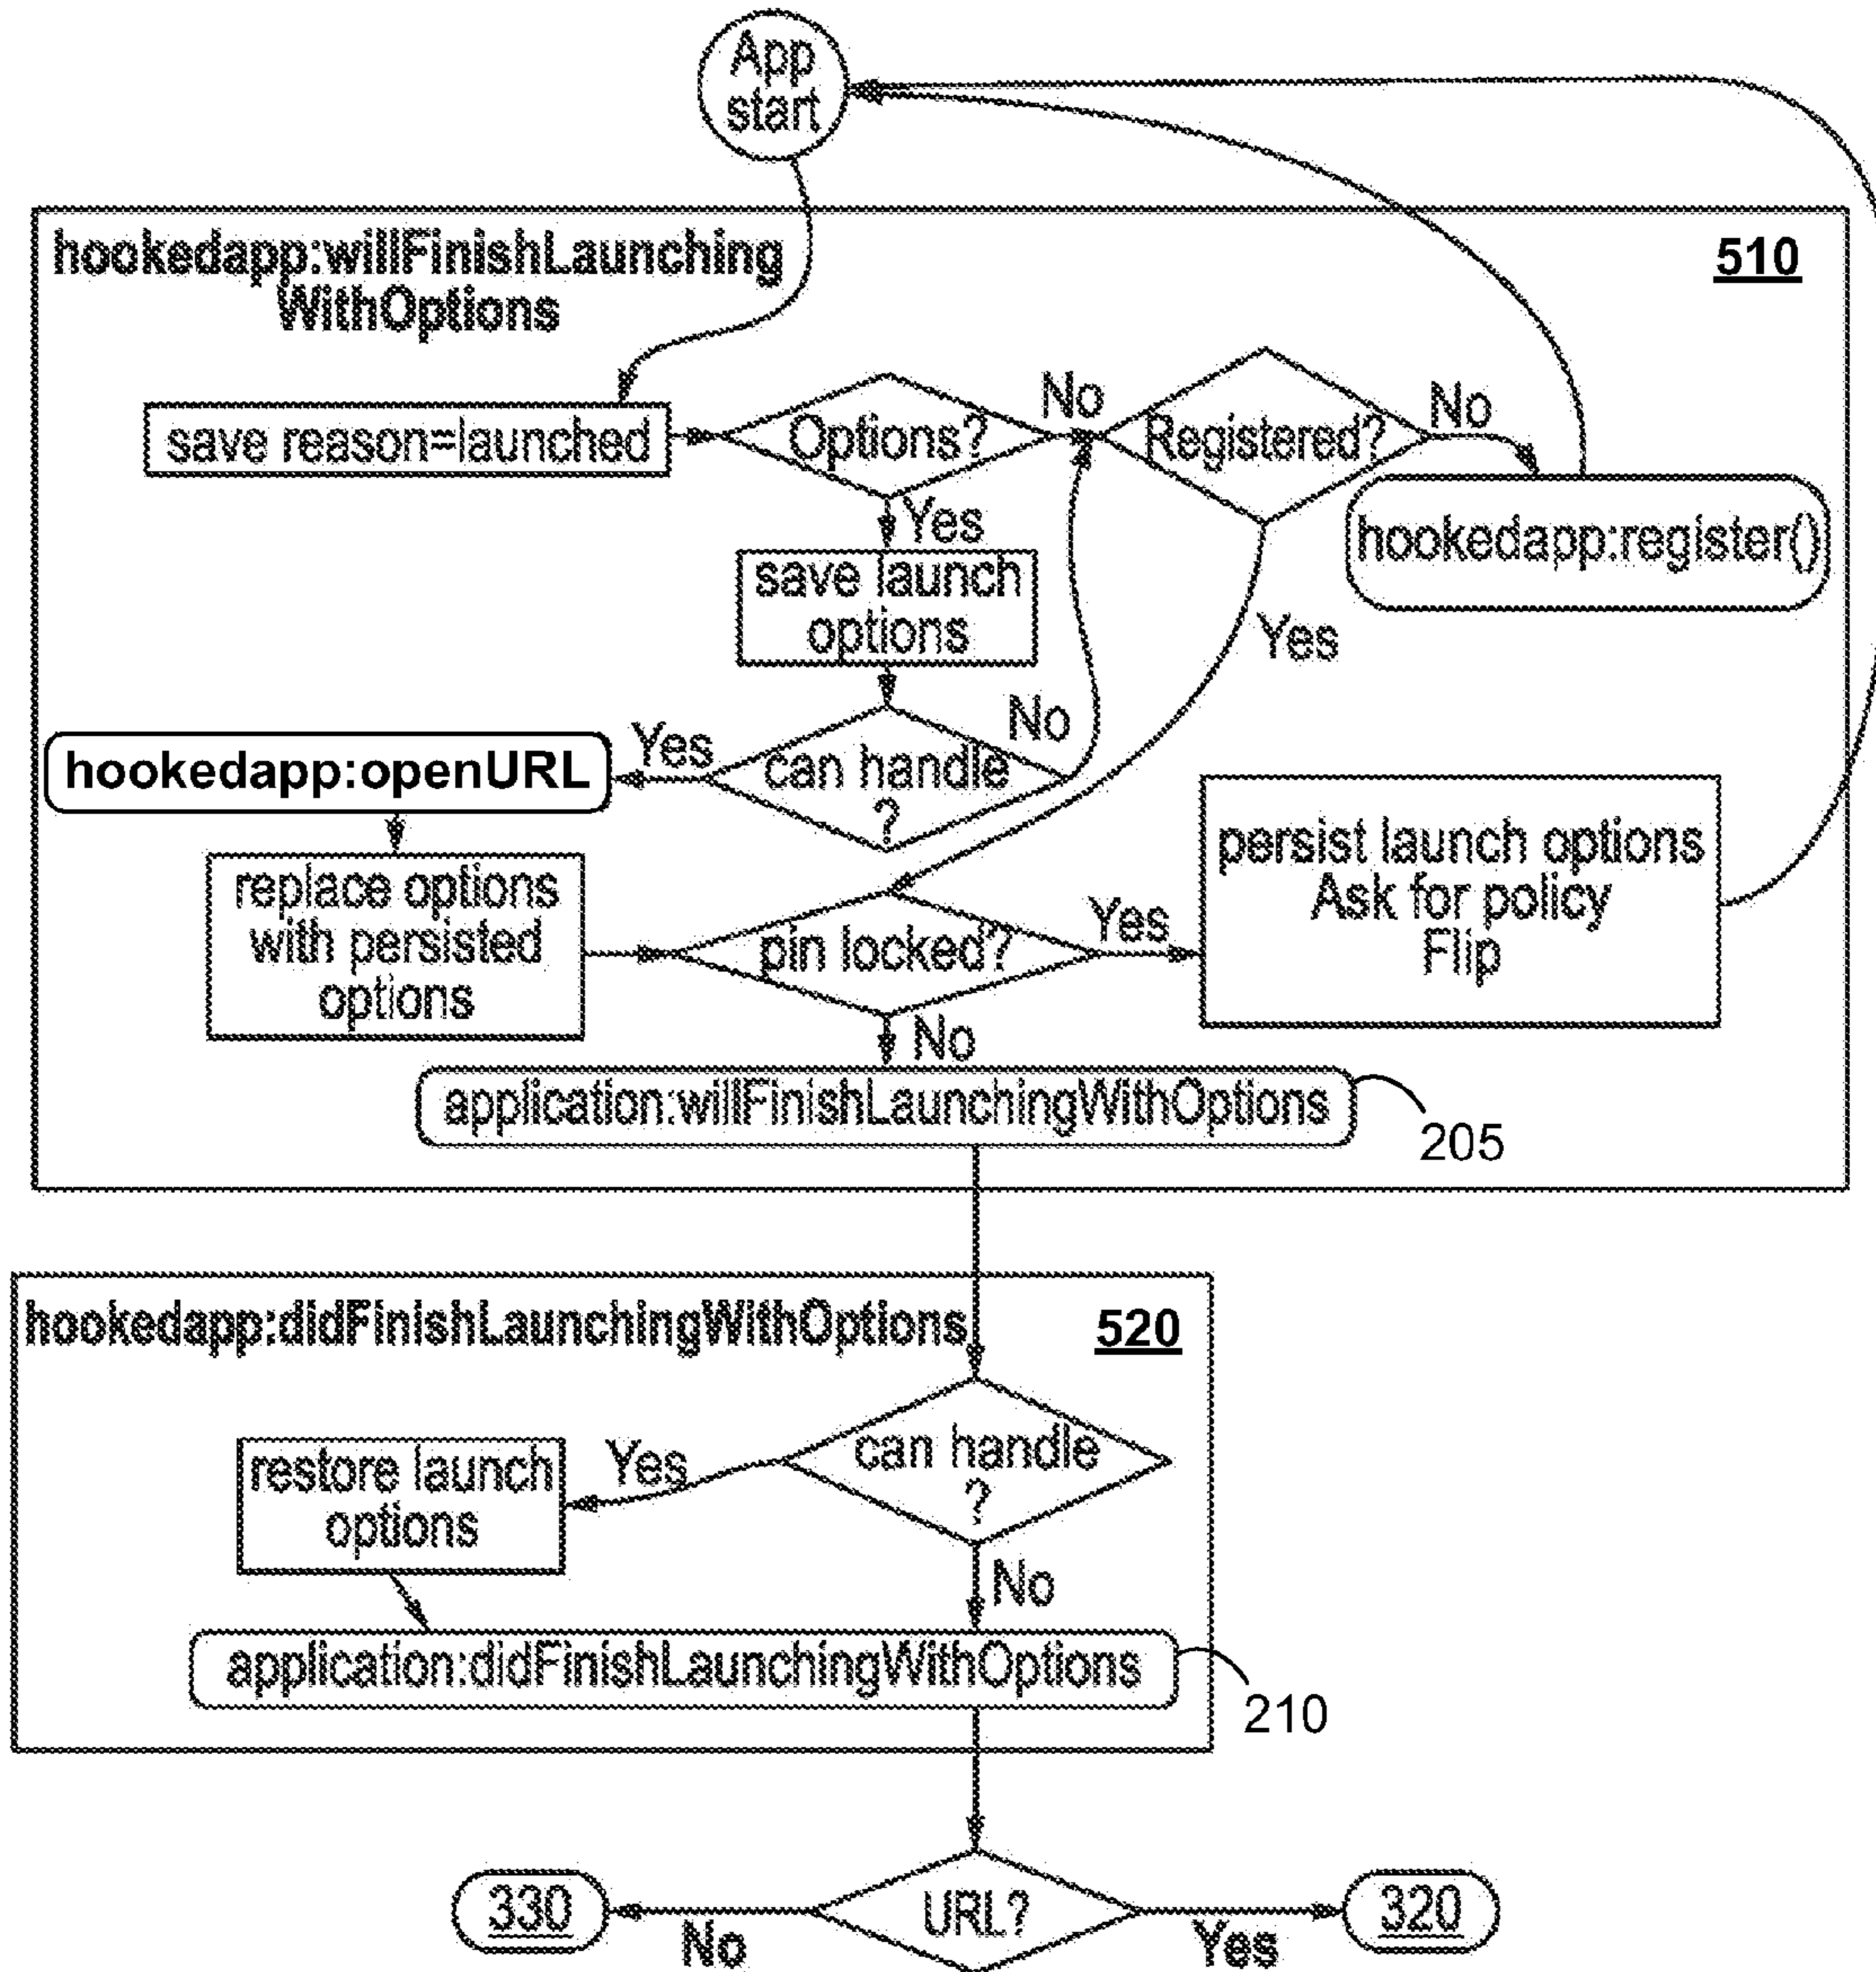 App
start
hookedapp:willFinishLaunching
WithOptions
510
save reason=launched
Options?
No
Registered?
No
Yes
hookedapp:register()
save launch
options
Yes
hookedapp:openURL
Yes
can handle
?
No
replace options
with persisted
options
pin locked?
Yes
persist launch options
Ask for policy
Flip
No
application:willFinishLaunchingWithOptions
205
hookedapp:didFinishLaunchingWithOptions
520
restore launch
options
Yes
can handle
?
No
application:didFinishLaunchingWithOptions
210
330
No
URL?
Yes
320